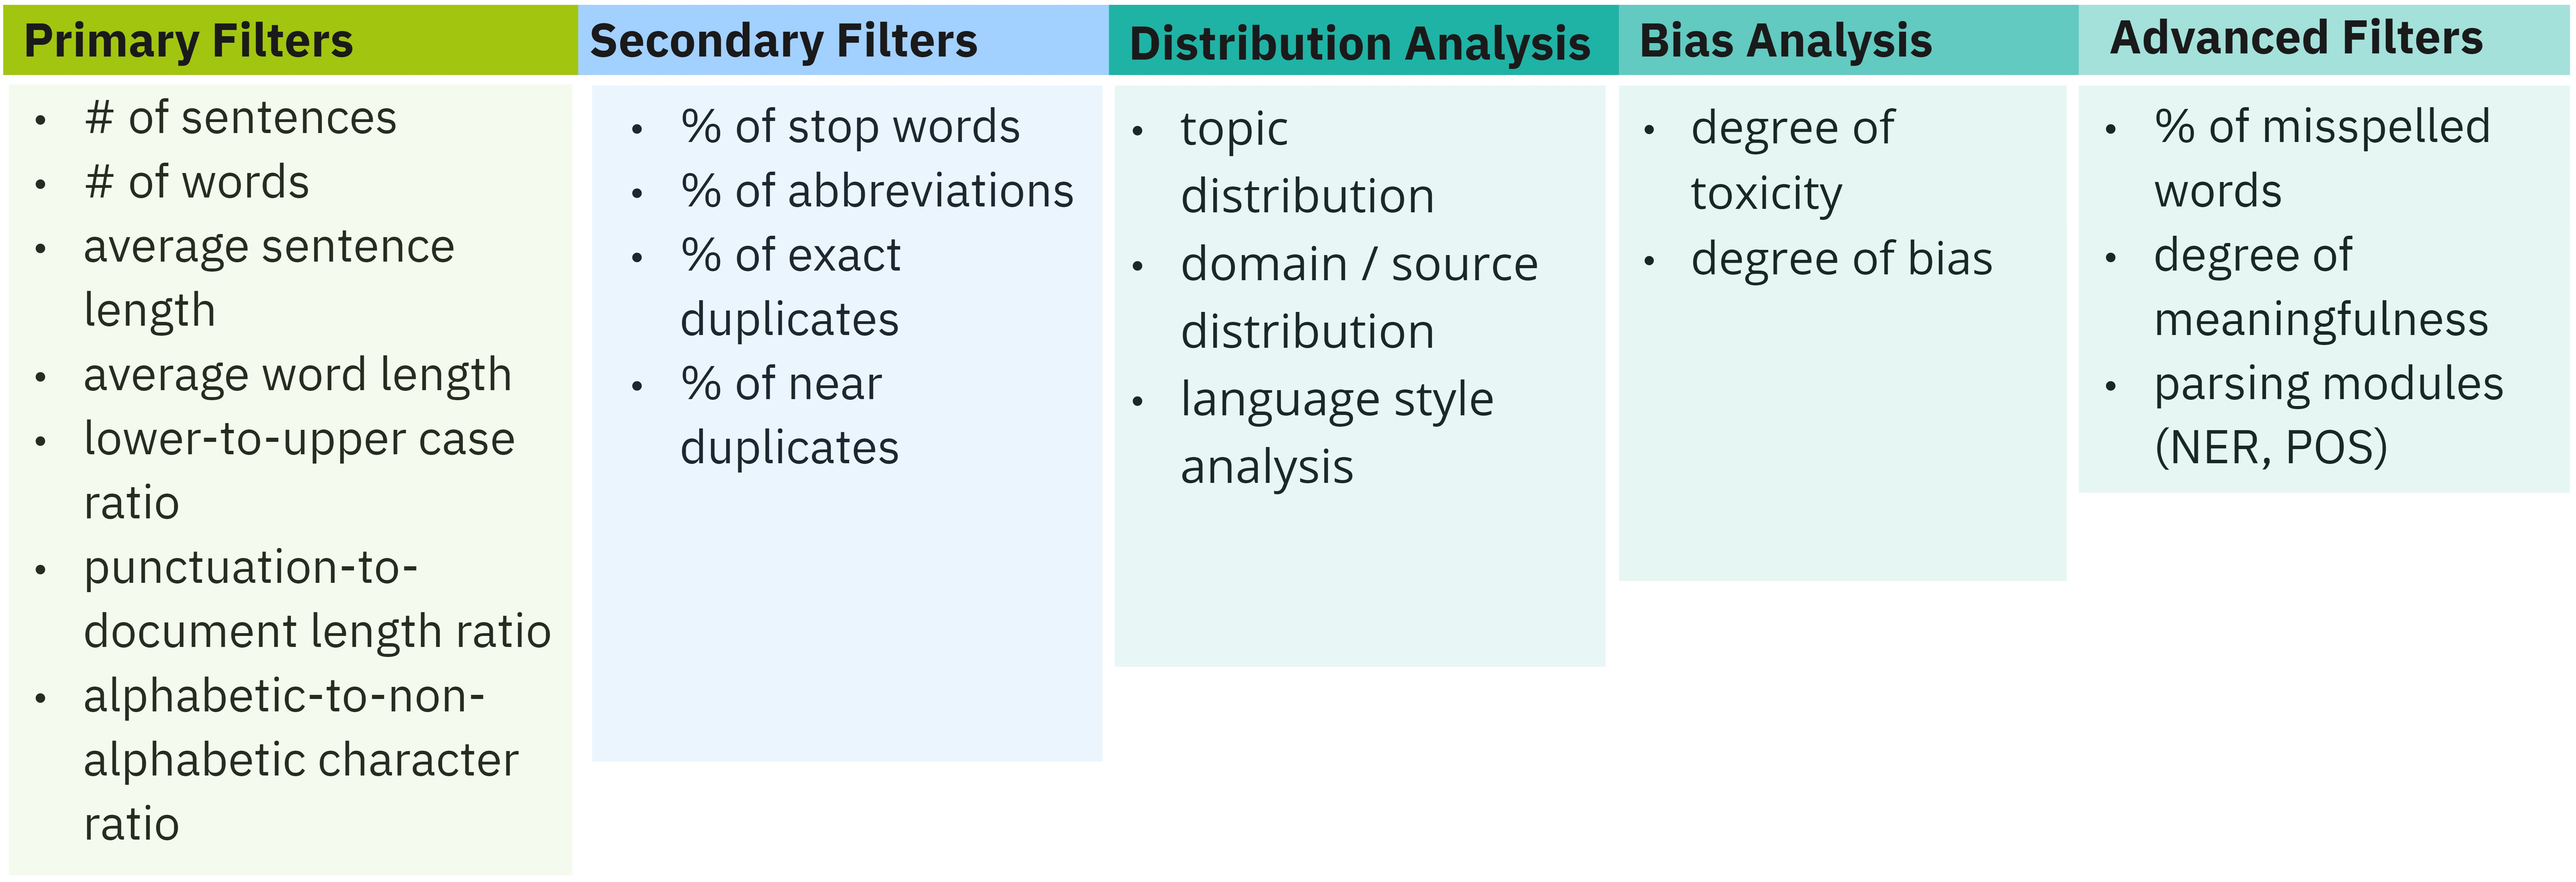 Primary Filters
• # of sentences
• # of words
• average sentence
length
• average word length
• lower-to-upper case
ratio
• punctuation-to-
document length ratio
• alphabetic-to-non-
alphabetic character
ratio
Secondary Filters
• % of stop words
• % of abbreviations
• % of exact
duplicates
• % of near
duplicates
Distribution Analysis
• topic
distribution
• domain / source
distribution
• language style
analysis
Bias Analysis
• degree of
toxicity
• degree of bias
Advanced Filters
• % of misspelled
words
• degree of
meaningfulness
• parsing modules
(NER, POS)